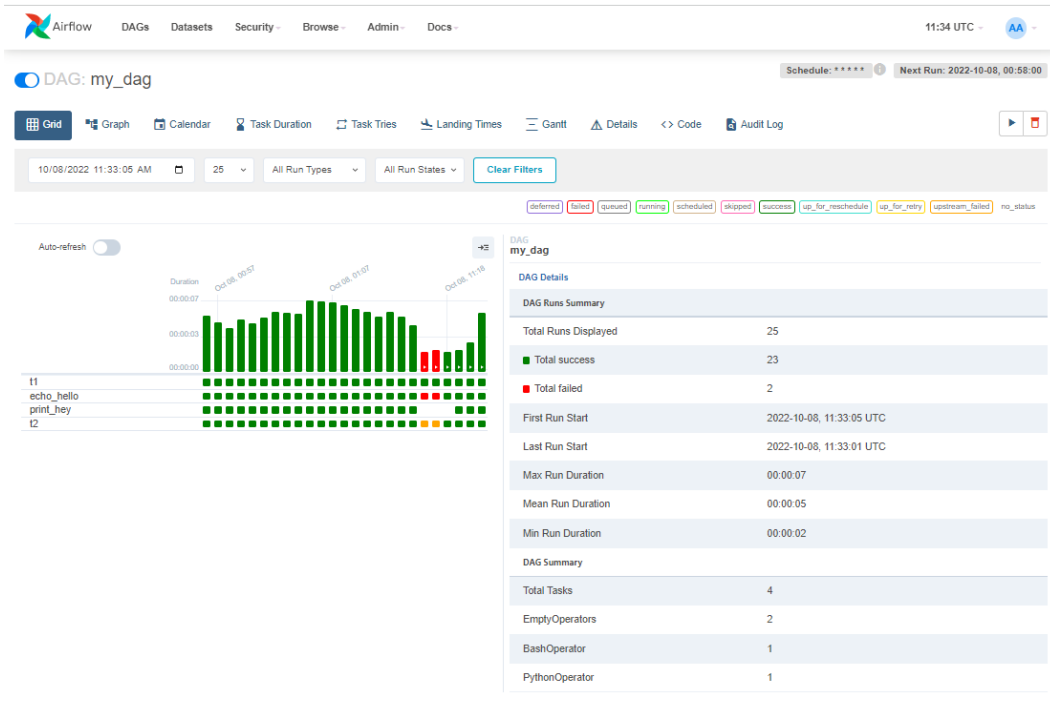 Airflow DAGs Datasets Security Browse Admin Docs 11:34 UTC AA
DAG: my_dag Schedule: * * * * * Next Run: 2022-10-08, 00:58:00
Grid Graph Calendar Task Duration Task Tries Landing Times Gantt Details <> Code Audit Log
10/08/2022 11:33:05 AM 25 All Run Types All Run States Clear Filters
deferred failed queued running scheduled skipped success up_for_reschedule up_for_retry upstream_failed no_status
Auto-refresh
Duration Oct 08, 00:57 Oct 08, 01:07 Oct 08, 11:18
00:00:07
00:00:03
00:00:00
t1
echo_hello
print_hey
t2
DAG
my_dag
DAG Details
DAG Runs Summary
Total Runs Displayed 25
Total success 23
Total failed 2
First Run Start 2022-10-08, 11:33:05 UTC
Last Run Start 2022-10-08, 11:33:01 UTC
Max Run Duration 00:00:07
Mean Run Duration 00:00:05
Min Run Duration 00:00:02
DAG Summary
Total Tasks 4
EmptyOperators 2
BashOperator 1
PythonOperator 1